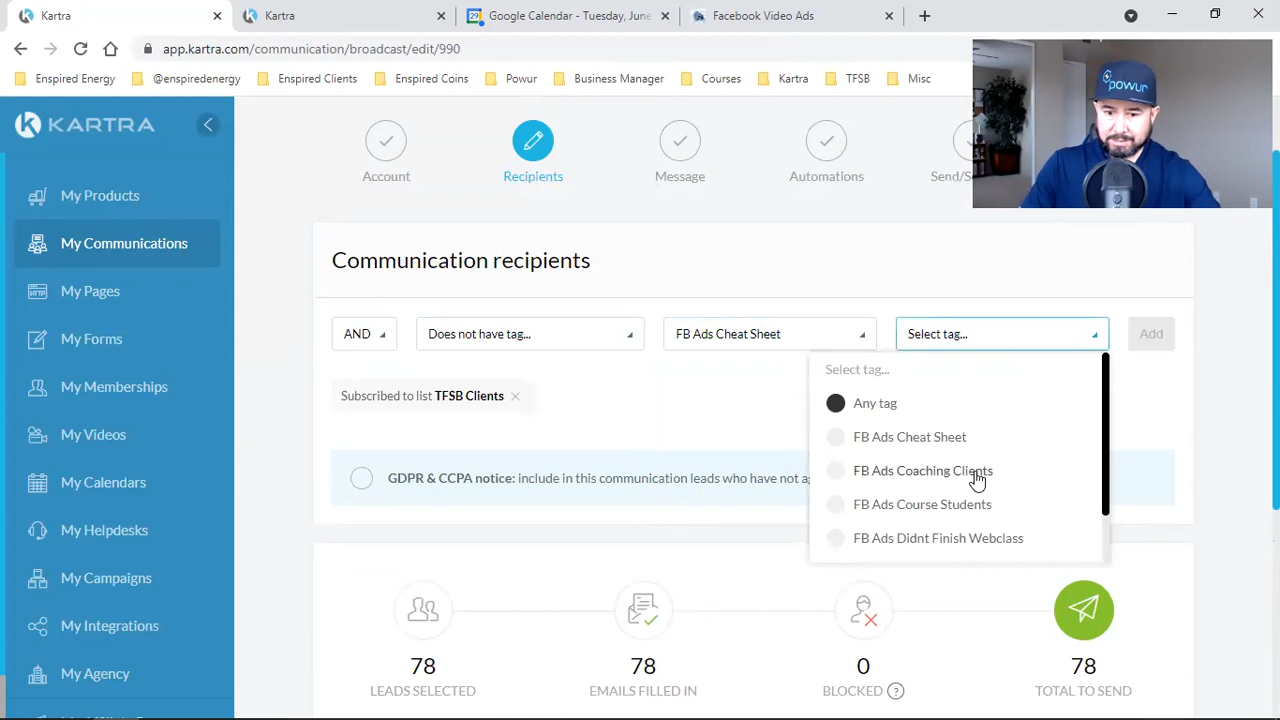 Kartra
Kartra
Google Calendar - Tuesday, June
Facebook Video Ads
app.kartra.com/communication/broadcast/edit/990
Enspired Energy
@enspiredenergy
Enspired Clients
Enspired Coins
Powur
Business Manager
Courses
Kartra
TFSB
Misc
KARTRA
My Products
My Communications
My Pages
My Forms
My Memberships
My Videos
My Calendars
My Helpdesks
My Campaigns
My Integrations
My Agency
Account
Recipients
Message
Automations
Send/S
powur
Communication recipients
AND
Does not have tag...
FB Ads Cheat Sheet
Select tag...
Add
Subscribed to list TFSB Clients
Select tag...
Any tag
FB Ads Cheat Sheet
FB Ads Coaching Clients
FB Ads Course Students
FB Ads Didnt Finish Webclass
GDPR & CCPA notice: include in this communication leads who have not ag
78
LEADS SELECTED
78
EMAILS FILLED IN
0
BLOCKED ?
78
TOTAL TO SEND